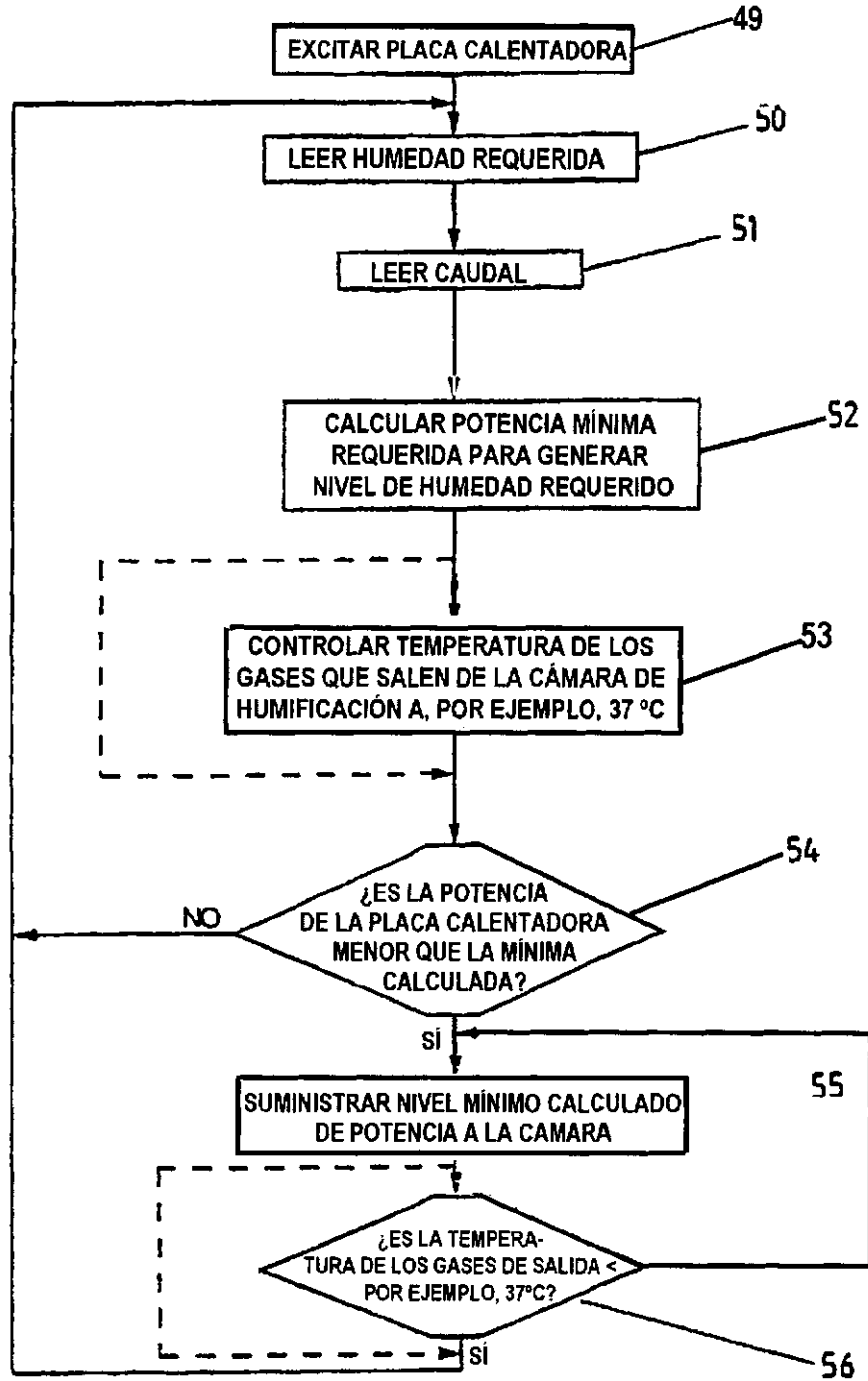 49
EXCITAR PLACA CALENTADORA
50
LEER HUMEDAD REQUERIDA
51
LEER CAUDAL
52
CALCULAR POTENCIA MÍNIMA
REQUERIDA PARA GENERAR
NIVEL DE HUMEDAD REQUERIDO
53
CONTROLAR TEMPERATURA DE LOS
GASES QUE SALEN DE LA CÁMARA DE
HUMIFICACIÓN A, POR EJEMPLO, 37 ºC
54
¿ES LA POTENCIA
DE LA PLACA CALENTADORA
MENOR QUE LA MÍNIMA
CALCULADA?
NO
SÍ
55
SUMINISTRAR NIVEL MÍNIMO CALCULADO
DE POTENCIA A LA CAMARA
¿ES LA TEMPERA-
TURA DE LOS GASES DE SALIDA <
POR EJEMPLO, 37ºC?
SÍ
56